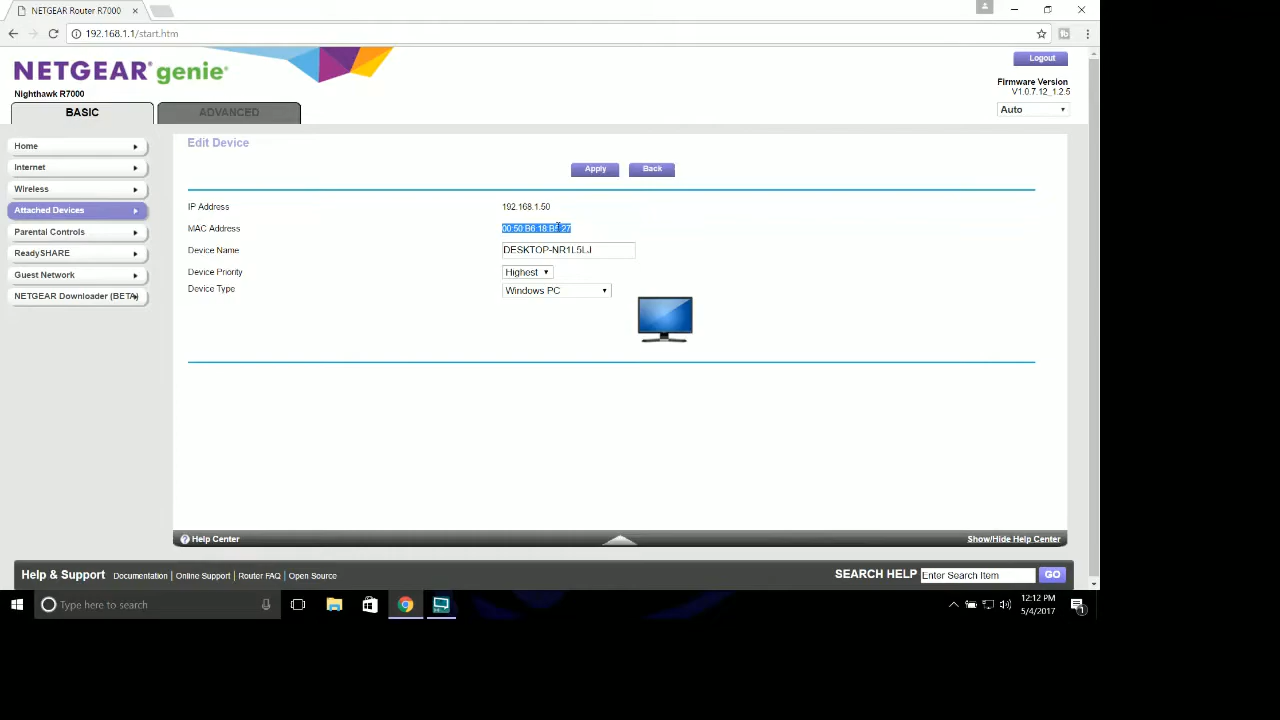 NETGEAR Router R7000
192.168.1.1/start.htm
NETGEAR® genie®
Logout
Nighthawk R7000
Firmware Version
V1.0.7.12_1.2.5
Auto
BASIC
ADVANCED
Home
Internet
Wireless
Attached Devices
Parental Controls
ReadySHARE
Guest Network
NETGEAR Downloader (BETA)
Edit Device
Apply
Back
IP Address
192.168.1.50
MAC Address
Device Name
DESKTOP-NR1L5LJ
Device Priority
Highest
Device Type
Windows PC
Help Center
Show/Hide Help Center
Help & Support
Documentation | Online Support | Router FAQ | Open Source
SEARCH HELP
Enter Search Item
GO
Type here to search
12:12 PM
5/4/2017
1